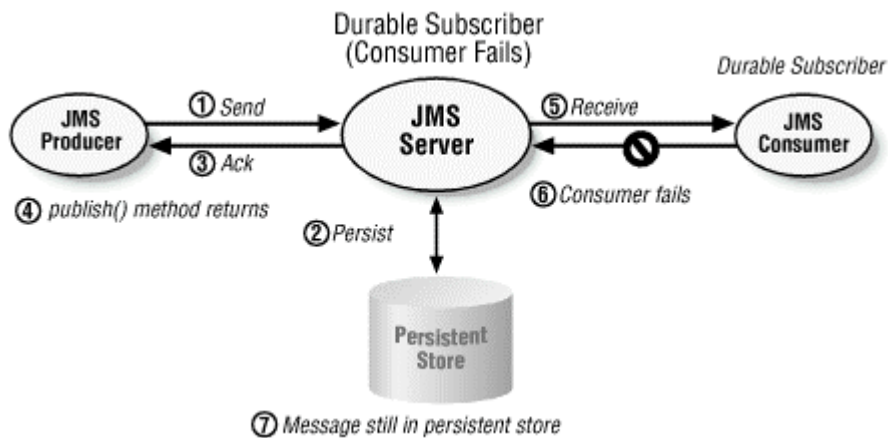 Durable Subscriber
(Consumer Fails)
Durable Subscriber
① Send
⑤ Receive
JMS
Producer
JMS
Server
JMS
Consumer
③ Ack
④ publish() method returns
⑥ Consumer fails
② Persist
Persistent
Store
⑦ Message still in persistent store